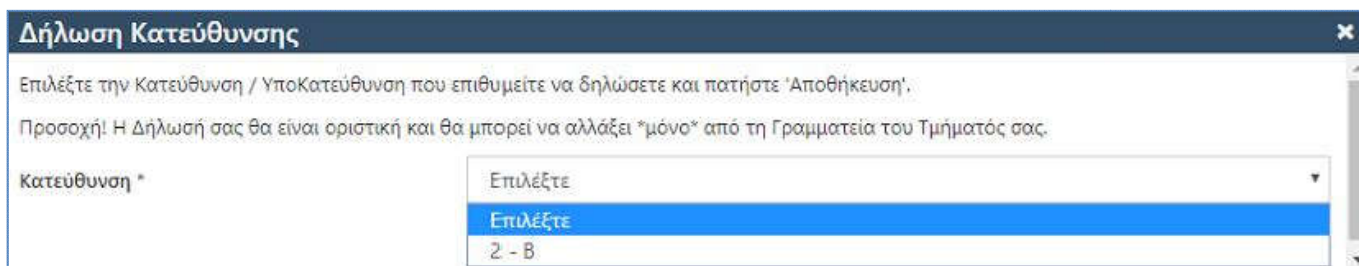 Δήλωση Κατεύθυνσης
Επιλέξτε την Κατεύθυνση / ΥποΚατεύθυνση που επιθυμείτε να δηλώσετε και πατήστε 'Αποθήκευση'.
Προσοχή! Η Δήλωσή σας θα είναι οριστική και θα μπορεί να αλλάξει *μόνο* από τη Γραμματεία του Τμήματός σας.
Κατεύθυνση * Επιλέξτε
Επιλέξτε
2 - Β